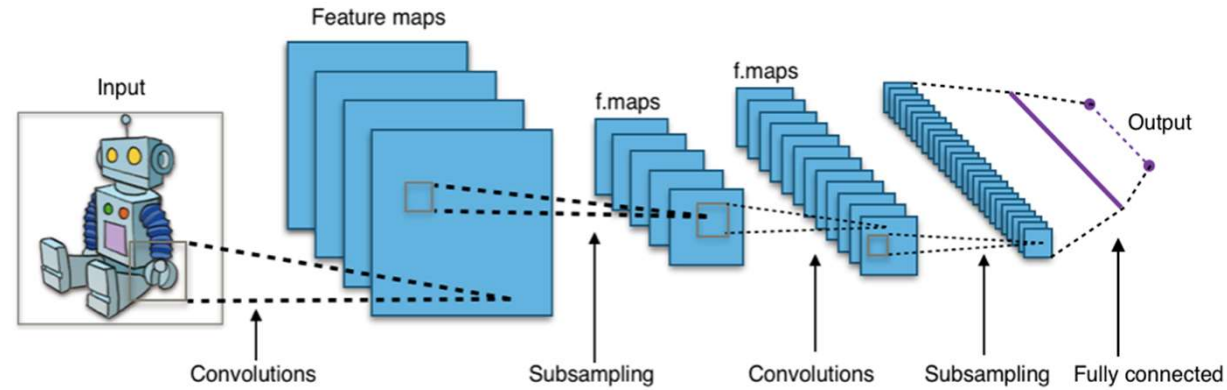 Feature maps
f.maps
f.maps
Input
Output
Convolutions
Subsampling
Convolutions
Subsampling
Fully connected